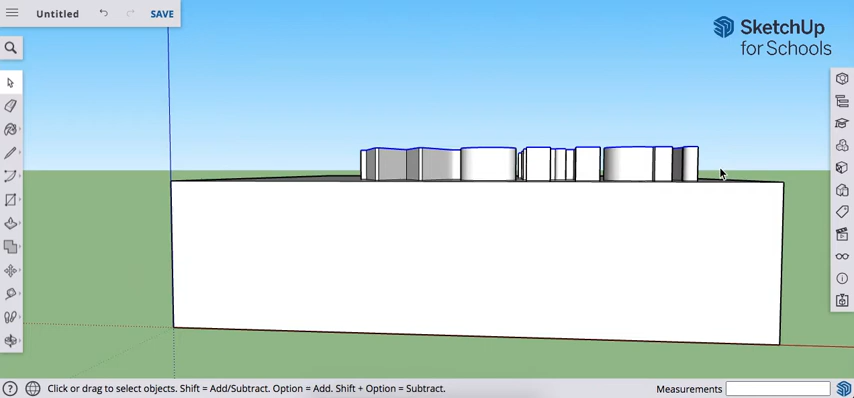 Untitled
SAVE
SketchUp
for Schools
Click or drag to select objects. Shift = Add/Subtract. Option = Add. Shift + Option = Subtract.
Measurements